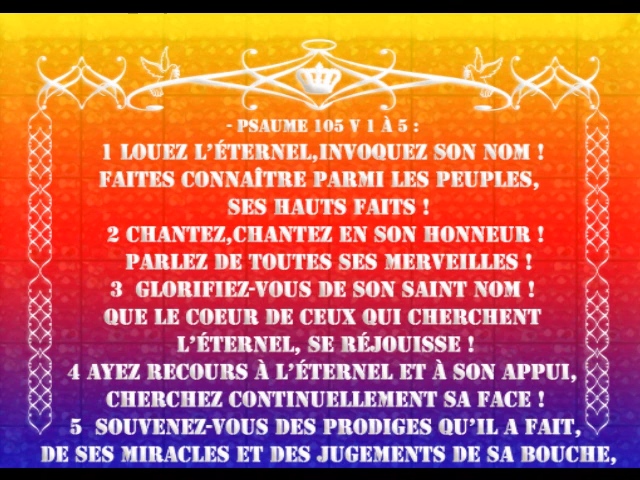 - PSAUME 105 V 1 À 5 :
1 LOUEZ L'ÉTERNEL,INVOQUEZ SON NOM !
FAITES CONNAÎTRE PARMI LES PEUPLES,
SES HAUTS FAITS !
2 CHANTEZ,CHANTEZ EN SON HONNEUR !
PARLEZ DE TOUTES SES MERVEILLES !
3 GLORIFIEZ-VOUS DE SON SAINT NOM !
QUE LE COEUR DE CEUX QUI CHERCHENT
L'ÉTERNEL, SE RÉJOUISSE !
4 AYEZ RECOURS À L'ÉTERNEL ET À SON APPUI,
CHERCHEZ CONTINUELLEMENT SA FACE !
5 SOUVENEZ-VOUS DES PRODIGES QU'IL A FAIT,
DE SES MIRACLES ET DES JUGEMENTS DE SA BOUCHE,